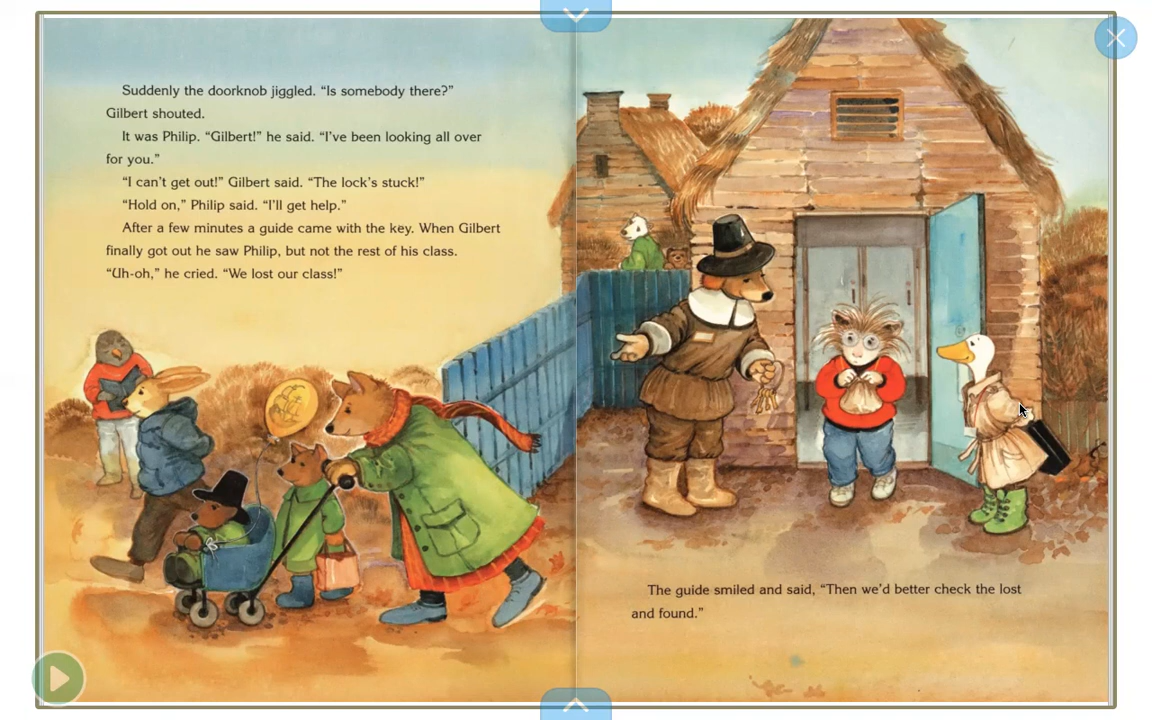 Suddenly the doorknob jiggled. “Is somebody there?”
Gilbert shouted.
It was Philip. “Gilbert!” he said. “I’ve been looking all over
for you.”
“I can’t get out!” Gilbert said. “The lock’s stuck!”
“Hold on,” Philip said. “I’ll get help.”
After a few minutes a guide came with the key. When Gilbert
finally got out he saw Philip, but not the rest of his class.
“Uh-oh,” he cried. “We lost our class!”
The guide smiled and said, “Then we’d better check the lost
and found.”